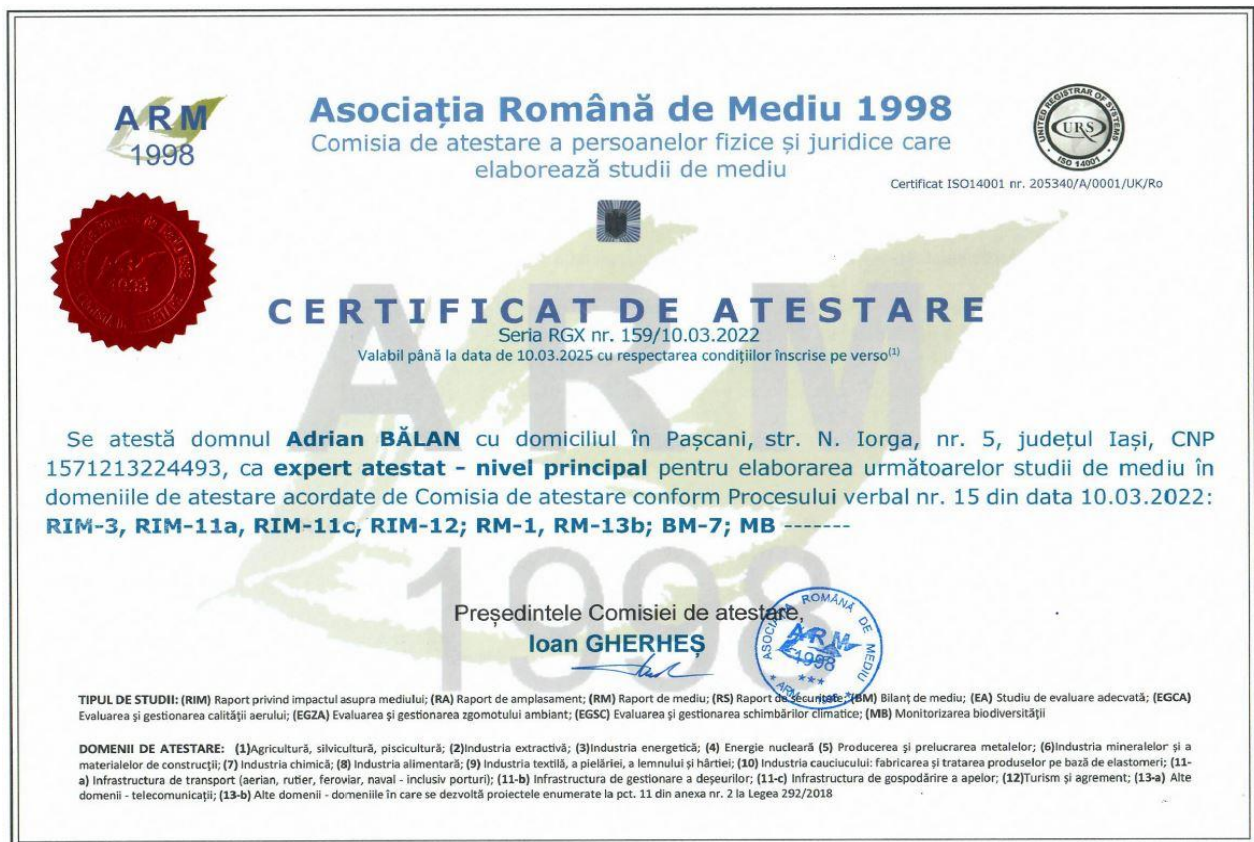 ARM
1998
Asociația Română de Mediu 1998
Comisia de atestare a persoanelor fizice și juridice care
elaborează studii de mediu
UNITED REGISTRAR OF SYSTEMS
URS
ISO 14001
Certificat ISO14001 nr. 205340/A/0001/UK/Ro
ARM
1998
CERTIFICAT DE ATESTARE
Seria RGX nr. 159/10.03.2022
Valabil până la data de 10.03.2025 cu respectarea condițiilor înscrise pe verso(1)
ARM
1998
Se atestă domnul Adrian BĂLAN cu domiciliul în Pașcani, str. N. Iorga, nr. 5, județul Iași, CNP
1571213224493, ca expert atestat - nivel principal pentru elaborarea următoarelor studii de mediu în
domeniile de atestare acordate de Comisia de atestare conform Procesului verbal nr. 15 din data 10.03.2022:
RIM-3, RIM-11a, RIM-11c, RIM-12; RM-1, RM-13b; BM-7; MB -------
Președintele Comisiei de atestare,
Ioan GHERHEȘ
ASOCIAȚIA ROMÂNĂ DE MEDIU
ARM
1998
***
TIPUL DE STUDII: (RIM) Raport privind impactul asupra mediului; (RA) Raport de amplasament; (RM) Raport de mediu; (RS) Raport de securitate; (BM) Bilanț de mediu; (EA) Studiu de evaluare adecvată; (EGCA)
Evaluarea și gestionarea calității aerului; (EGZA) Evaluarea și gestionarea zgomotului ambiant; (EGSC) Evaluarea și gestionarea schimbărilor climatice; (MB) Monitorizarea biodiversității
DOMENII DE ATESTARE: (1)Agricultură, silvicultură, piscicultură; (2)Industria extractivă; (3)Industria energetică; (4) Energie nucleară (5) Producerea și prelucrarea metalelor; (6)Industria mineralelor și a
materialelor de construcții; (7) Industria chimică; (8) Industria alimentară; (9) Industria textilă, a pielăriei, a lemnului și hârtiei; (10) Industria cauciucului: fabricarea și tratarea produselor pe bază de elastomeri; (11-
a) Infrastructura de transport (aerian, rutier, feroviar, naval - inclusiv porturi); (11-b) Infrastructura de gestionare a deșeurilor; (11-c) Infrastructura de gospodărire a apelor; (12)Turism și agrement; (13-a) Alte
domenii - telecomunicații; (13-b) Alte domenii - domeniile în care se dezvoltă proiectele enumerate la pct. 11 din anexa nr. 2 la Legea 292/2018